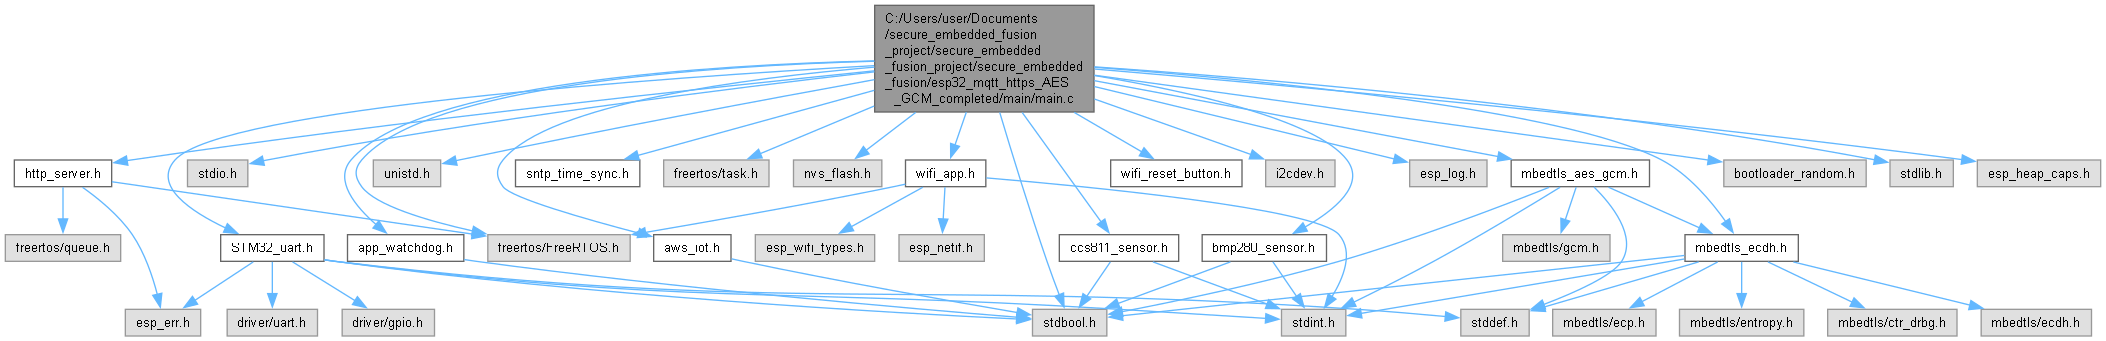 C:/Users/user/Documents
/secure_embedded_fusion
_project/secure_embedded
_fusion_project/secure_embedded
_fusion/esp32_mqtt_https_AES
_GCM_completed/main/main.c
http_server.h
stdio.h
unistd.h
sntp_time_sync.h
freertos/task.h
nvs_flash.h
wifi_app.h
wifi_reset_button.h
i2cdev.h
esp_log.h
mbedtls_aes_gcm.h
bootloader_random.h
stdlib.h
esp_heap_caps.h
freertos/queue.h
STM32_uart.h
app_watchdog.h
freertos/FreeRTOS.h
aws_iot.h
esp_wifi_types.h
esp_netif.h
ccs811_sensor.h
bmp280_sensor.h
mbedtls/gcm.h
mbedtls_ecdh.h
esp_err.h
driver/uart.h
driver/gpio.h
stdbool.h
stdint.h
stddef.h
mbedtls/ecp.h
mbedtls/entropy.h
mbedtls/ctr_drbg.h
mbedtls/ecdh.h